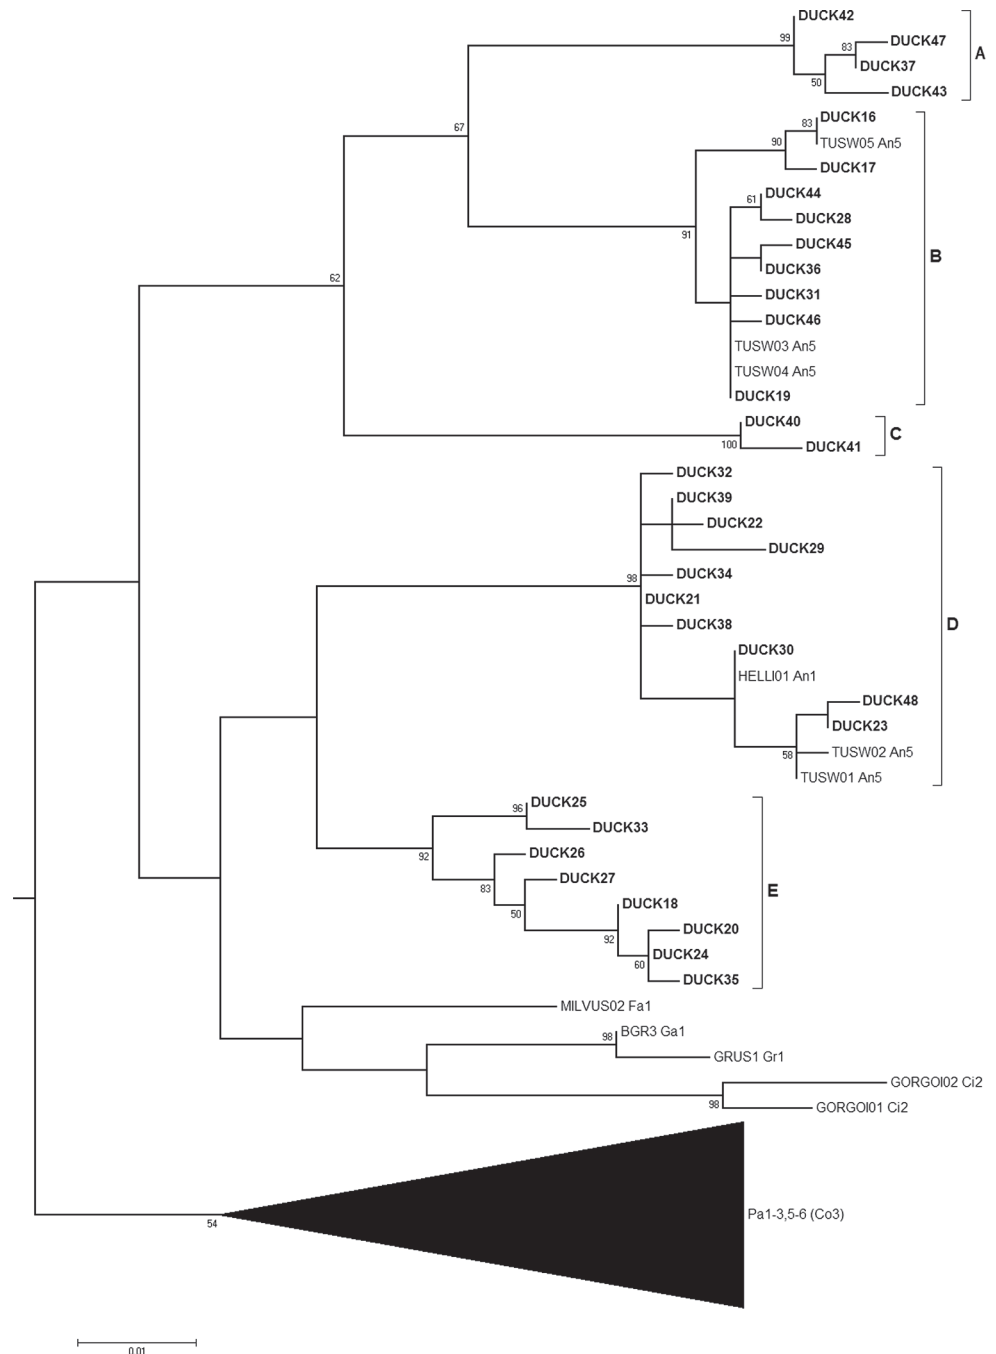 DUCK42
99
DUCK47
83
A
DUCK37
50
DUCK43
DUCK16
83
67
90
TUSW05 An5
DUCK17
DUCK44
61
DUCK28
91
DUCK45
B
DUCK36
62
DUCK31
DUCK46
TUSW03 An5
TUSW04 An5
DUCK19
DUCK40
C
100
DUCK41
DUCK32
DUCK39
DUCK22
DUCK29
98
DUCK34
DUCK21
DUCK38
D
DUCK30
HELLI01 An1
DUCK48
DUCK23
58
TUSW02 An5
TUSW01 An5
DUCK25
96
DUCK33
92
DUCK26
83
DUCK27
E
50
DUCK18
92
DUCK20
DUCK24
60
DUCK35
MILVUS02 Fa1
BGR3 Ga1
98
GRUS1 Gr1
GORGOI02 Ci2
98
GORGOI01 Ci2
54
Pa1-3,5-6 (Co3)
0.01